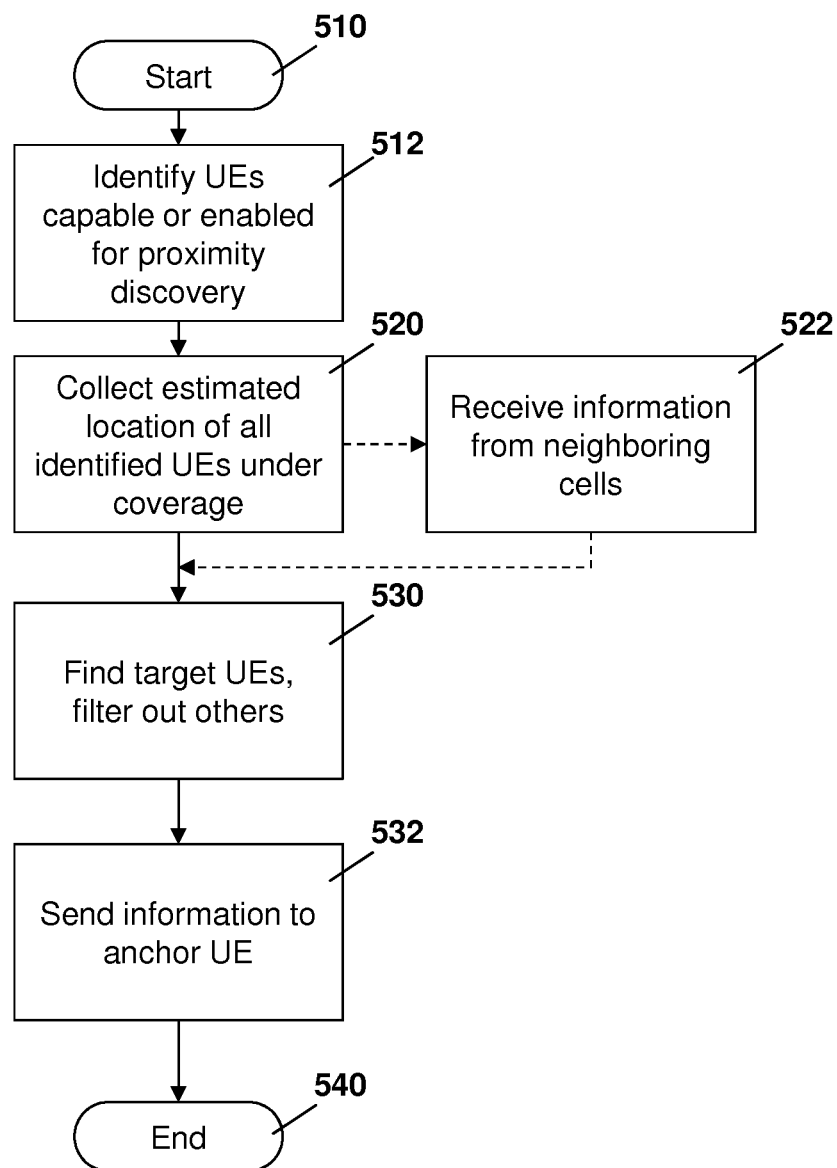 510
Start
512
Identify UEs
capable or enabled
for proximity
discovery
520
Collect estimated
location of all
identified UEs under
coverage
522
Receive information
from neighboring
cells
530
Find target UEs,
filter out others
532
Send information to
anchor UE
540
End